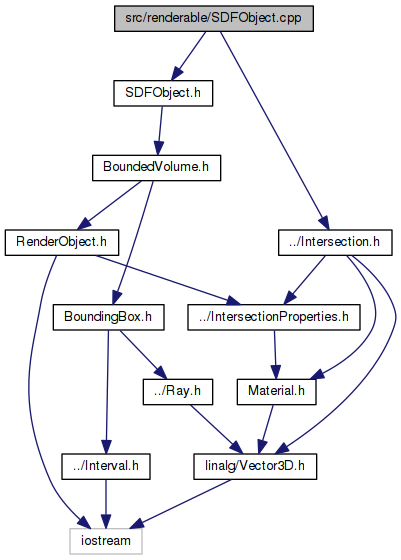 src/renderable/SDFObject.cpp
SDFObject.h
BoundedVolume.h
RenderObject.h
../Intersection.h
BoundingBox.h
../IntersectionProperties.h
../Ray.h
Material.h
../Interval.h
linalg/Vector3D.h
iostream